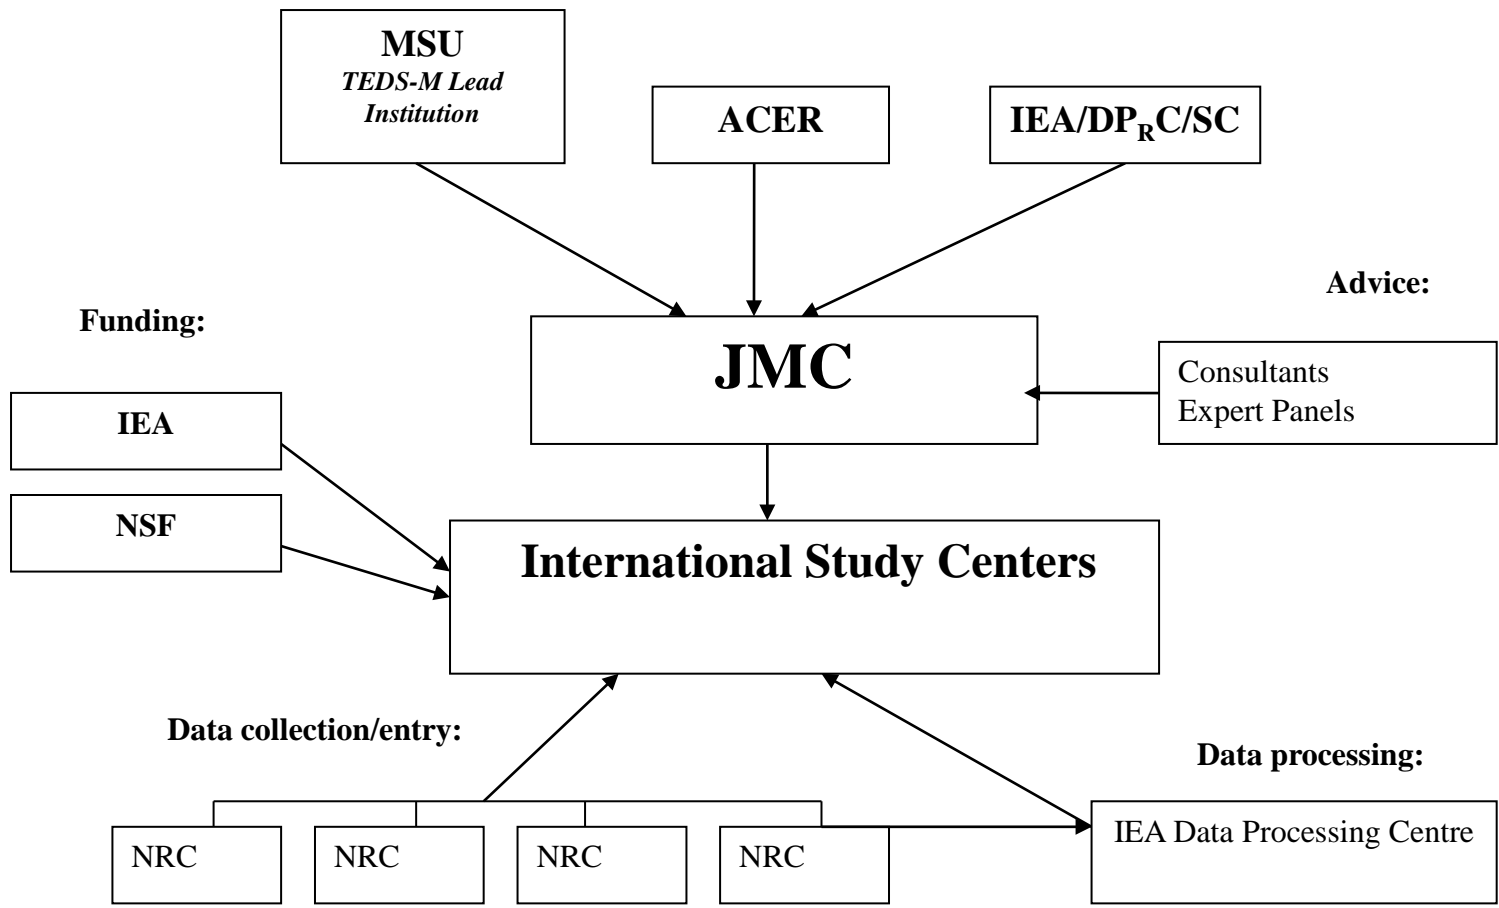 MSU
TEDS-M Lead
Institution
ACER
IEA/DPRC/SC
Advice:
Funding:
JMC
Consultants
Expert Panels
IEA
NSF
International Study Centers
Data collection/entry:
Data processing:
NRC
NRC
NRC
NRC
IEA Data Processing Centre